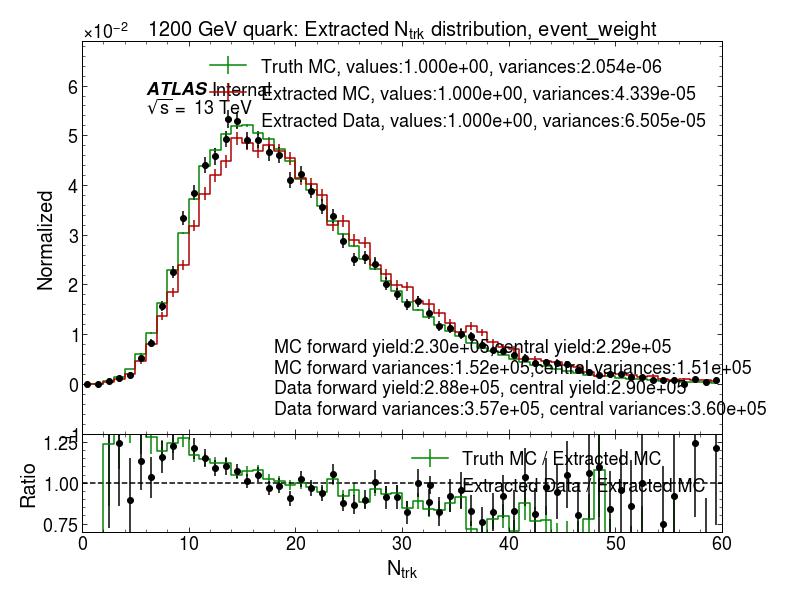 ×10⁻²
1200 GeV quark: Extracted Nₜᵣₖ distribution, event_weight
Truth MC, values:1.000e+00, variances:2.054e-06
ATLAS Internal
Extracted MC, values:1.000e+00, variances:4.339e-05
√s = 13 TeV
Extracted Data, values:1.000e+00, variances:6.505e-05
Normalized
6
5
4
3
2
1
0
1
MC forward yield:2.30e+05,central yield:2.29e+05
MC forward variances:1.52e+05,central variances:1.51e+05
Data forward yield:2.88e+05, central yield:2.90e+05
Data forward variances:3.57e+05, central variances:3.60e+05
Ratio
1.25
1.00
0.75
Truth MC / Extracted MC
Extracted Data / Extracted MC
0 10 20 30 40 50 60
Nₜᵣₖ